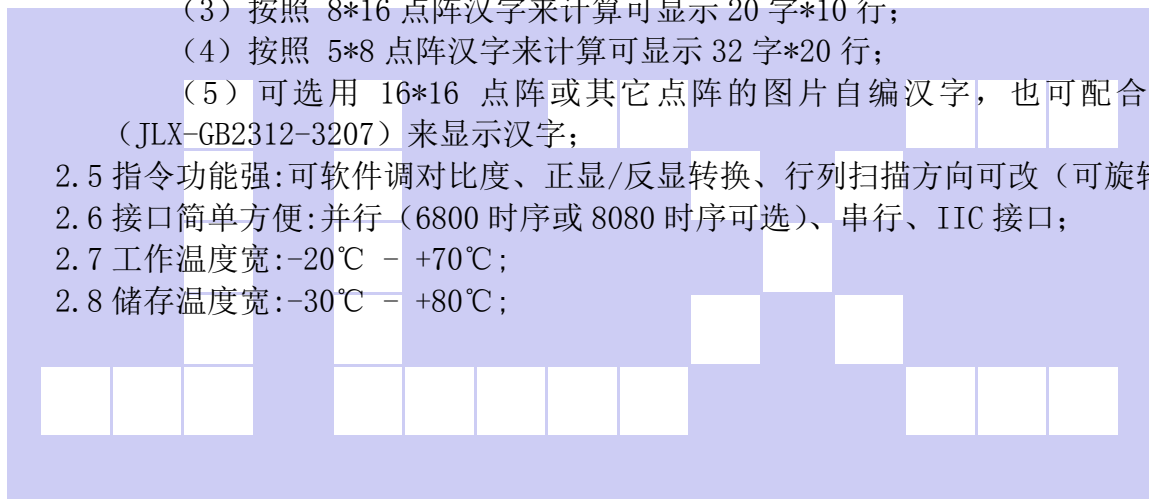 （3）按照 8*16 点阵汉字来计算可显示 20 字*10 行；
（4）按照 5*8 点阵汉字来计算可显示 32 字*20 行；
（5）可选用 16*16 点阵或其它点阵的图片自编汉字，也可配合
（JLX-GB2312-3207）来显示汉字；
2.5 指令功能强:可软件调对比度、正显/反显转换、行列扫描方向可改（可旋转
2.6 接口简单方便:并行（6800 时序或 8080 时序可选）、串行、IIC 接口；
2.7 工作温度宽:-20℃ - +70℃；
2.8 储存温度宽:-30℃ - +80℃；